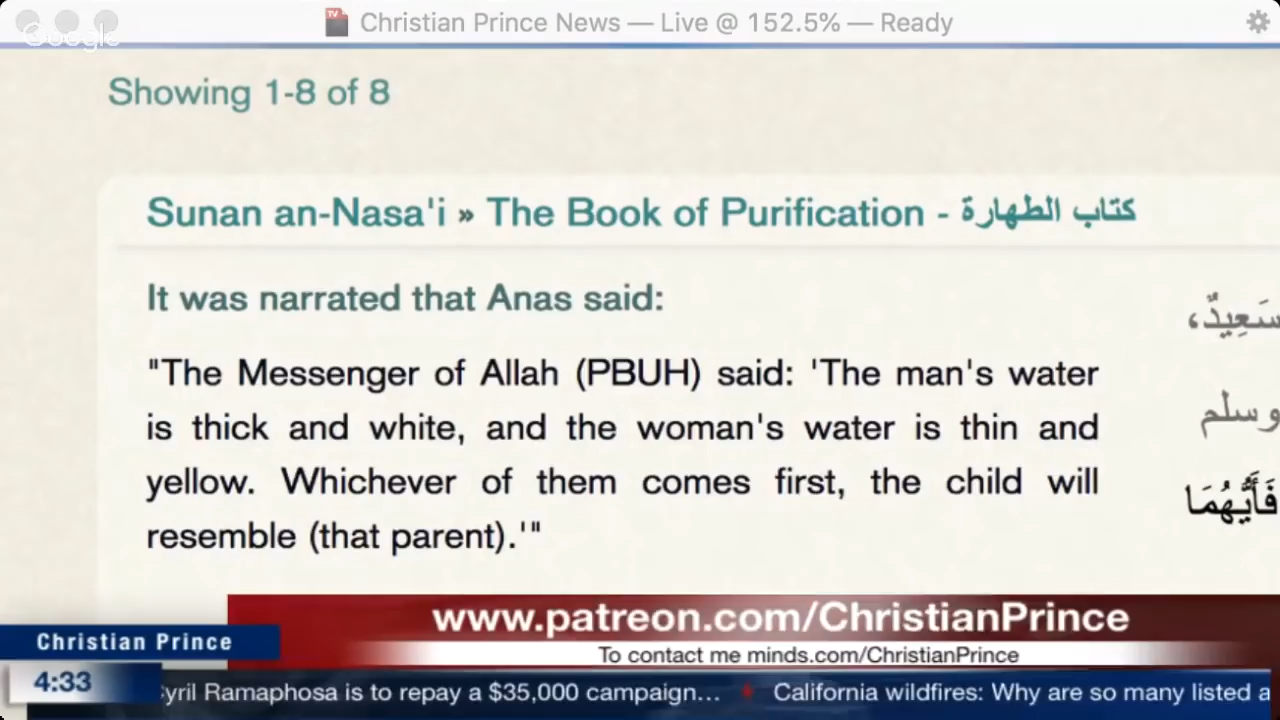 Christian Prince News — Live @ 152.5% — Ready
Google
Showing 1-8 of 8
Sunan an-Nasa'i » The Book of Purification - كتاب الطهارة
It was narrated that Anas said:
سَعِيدٌ،
"The Messenger of Allah (PBUH) said: 'The man's water
is thick and white, and the woman's water is thin and
وسلم
yellow. Whichever of them comes first, the child will
فَأَيُّهُمَا
resemble (that parent).'"
www.patreon.com/ChristianPrince
Christian Prince
To contact me minds.com/ChristianPrince
4:33
Ramaphosa is to repay a $35,000 campaign... California wildfires: Why are so many listed a